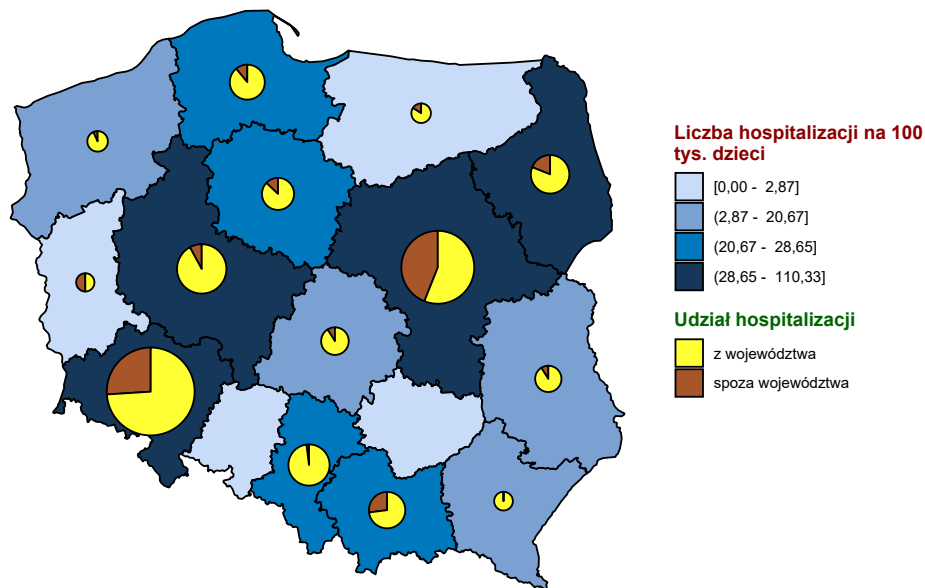 Liczba hospitalizacji na 100
tys. dzieci
[0,00 - 2,87]
(2,87 - 20,67]
(20,67 - 28,65]
(28,65 - 110,33]
Udział hospitalizacji
z województwa
spoza województwa